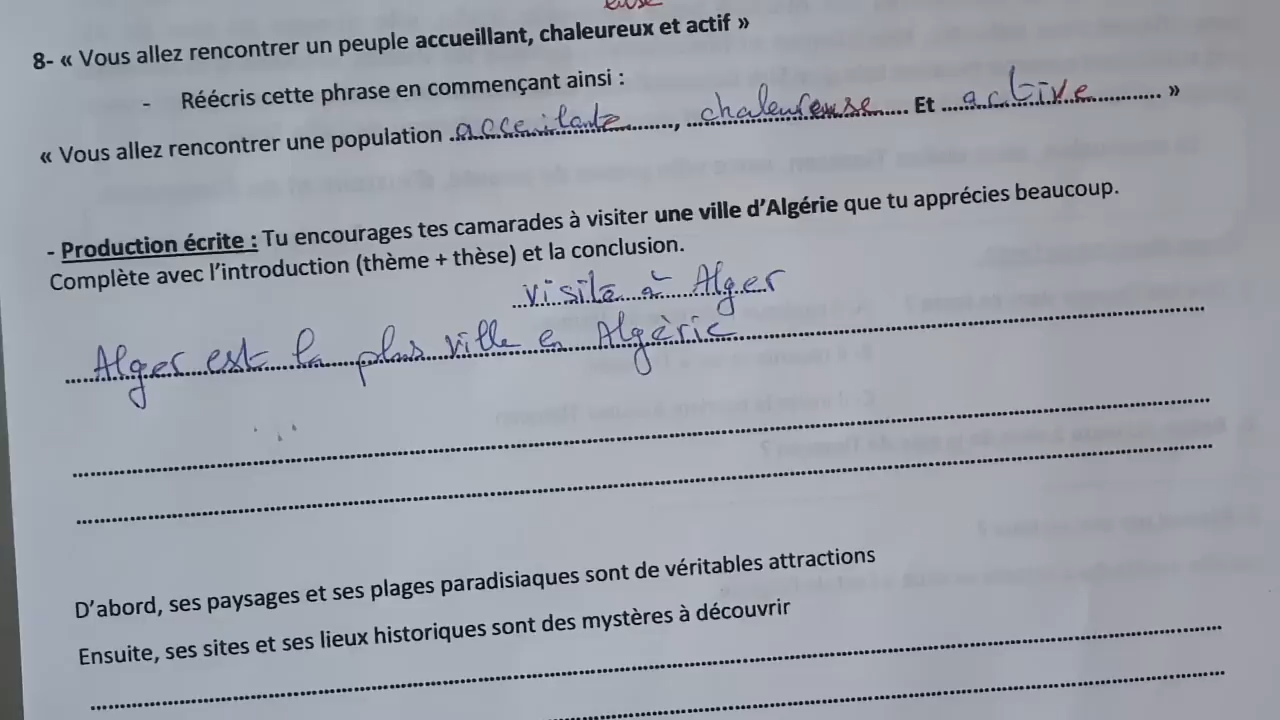 euse
8- « Vous allez rencontrer un peuple accueillant, chaleureux et actif »
- Réécris cette phrase en commençant ainsi :
« Vous allez rencontrer une population accenilante, chaleureuse Et active »
- Production écrite : Tu encourages tes camarades à visiter une ville d'Algérie que tu apprécies beaucoup.
Complète avec l'introduction (thème + thèse) et la conclusion.
visite à Alger
Alger est la plus ville en Algèrie
D'abord, ses paysages et ses plages paradisiaques sont de véritables attractions
Ensuite, ses sites et ses lieux historiques sont des mystères à découvrir